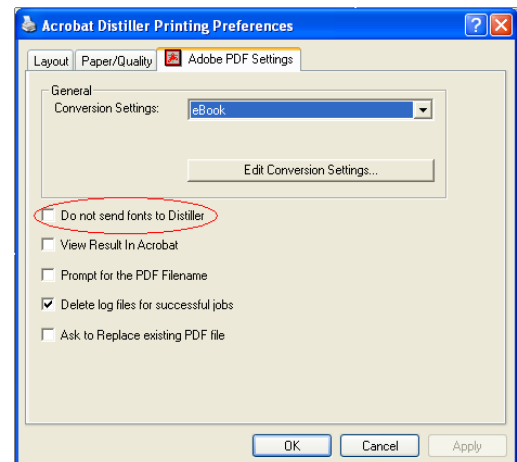 Acrobat Distiller Printing Preferences
Layout Paper/Quality Adobe PDF Settings
General
Conversion Settings: eBook
Edit Conversion Settings...
Do not send fonts to Distiller
View Result In Acrobat
Prompt for the PDF Filename
Delete log files for successful jobs
Ask to Replace existing PDF file
OK Cancel Apply